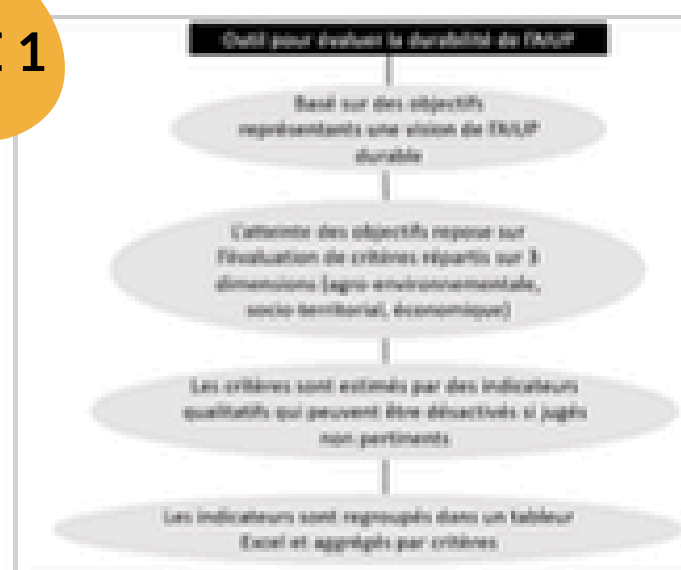 1
Outil pour évaluer la durabilité de l'AUP
Basé sur des objectifs
représentants une vision de l'AUP
durable
L'atteinte des objectifs repose sur
l'évaluation de critères répartis sur 3
dimensions (agro-environnementale,
socio-territorial, économique)
Les critères sont estimés par des indicateurs
qualitatifs qui peuvent être désactivés si jugés
non pertinents
Les indicateurs sont regroupés dans un tableur
Excel et aggrégés par critères